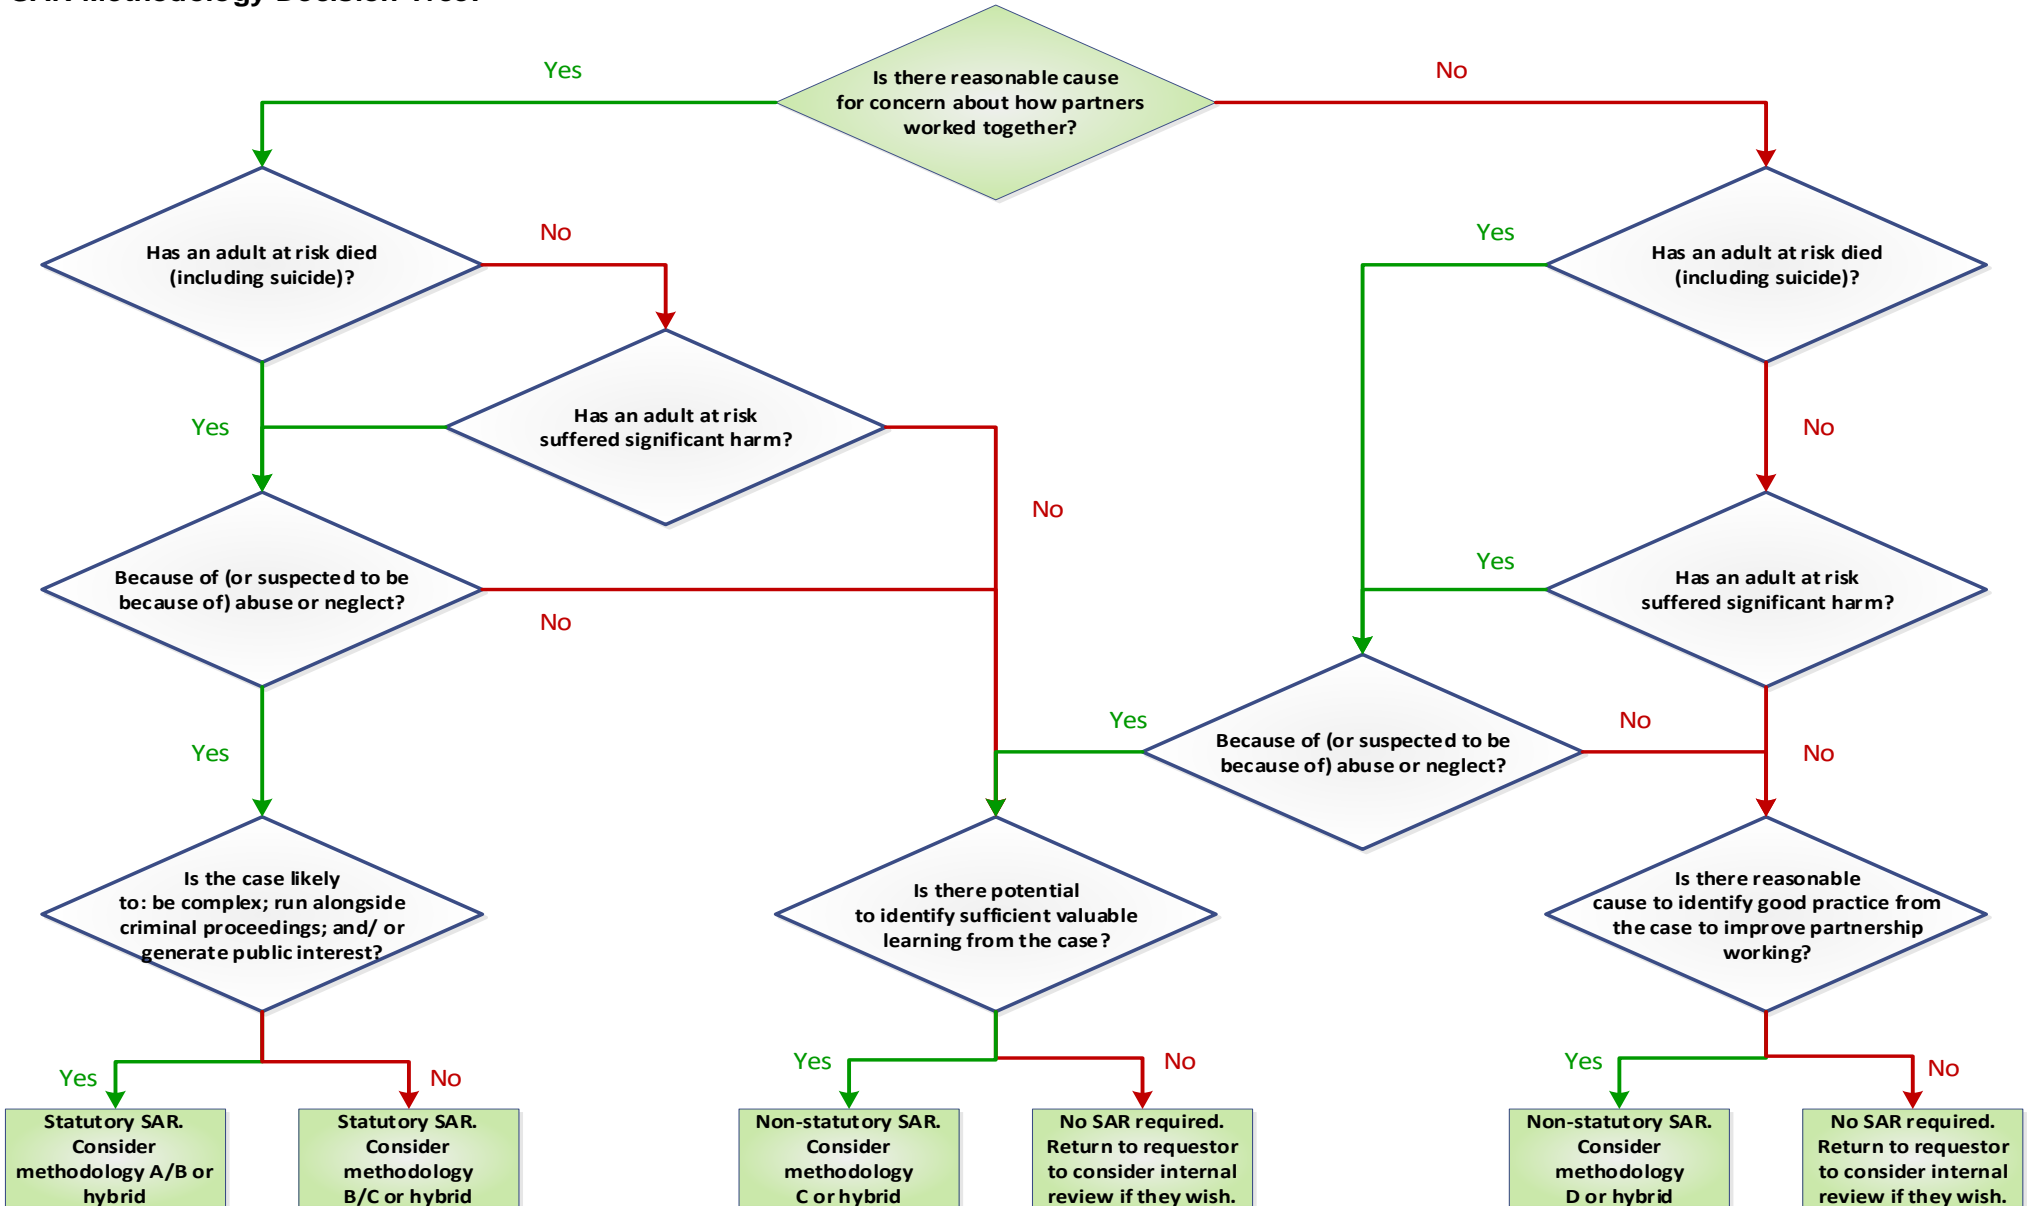 SAR Methodology Decision Tree:
Is there reasonable cause
for concern about how partners
worked together?
Yes
No
Has an adult at risk died
(including suicide)?
No
Yes
Has an adult at risk died
(including suicide)?
Yes
Has an adult at risk
suffered significant harm?
No
No
Because of (or suspected to be
because of) abuse or neglect?
No
Yes
Has an adult at risk
suffered significant harm?
Yes
Yes
Because of (or suspected to be
because of) abuse or neglect?
No
No
Is the case likely
to: be complex; run alongside
criminal proceedings; and/ or
generate public interest?
Is there potential
to identify sufficient valuable
learning from the case?
Is there reasonable
cause to identify good practice from
the case to improve partnership
working?
Yes
No
Yes
No
Yes
No
Statutory SAR.
Consider
methodology A/B or
hybrid
Statutory SAR.
Consider
methodology
B/C or hybrid
Non-statutory SAR.
Consider
methodology
C or hybrid
No SAR required.
Return to requestor
to consider internal
review if they wish.
Non-statutory SAR.
Consider
methodology
D or hybrid
No SAR required.
Return to requestor
to consider internal
review if they wish.